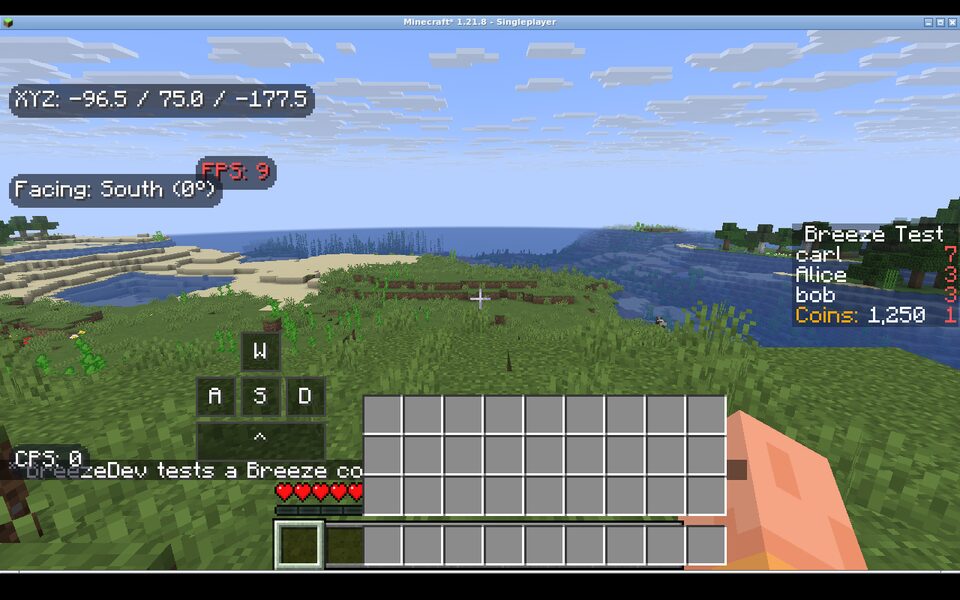 Minecraft* 1.21.8 - Singleplayer
XYZ: -96.5 / 75.0 / -177.5
FPS: 9
Facing: South (0°)
Breeze Test
carl 7
Alice 3
bob 3
Coins: 1,250 1
W
A S D
^
CPS: 0
BreezeDev tests a Breeze co